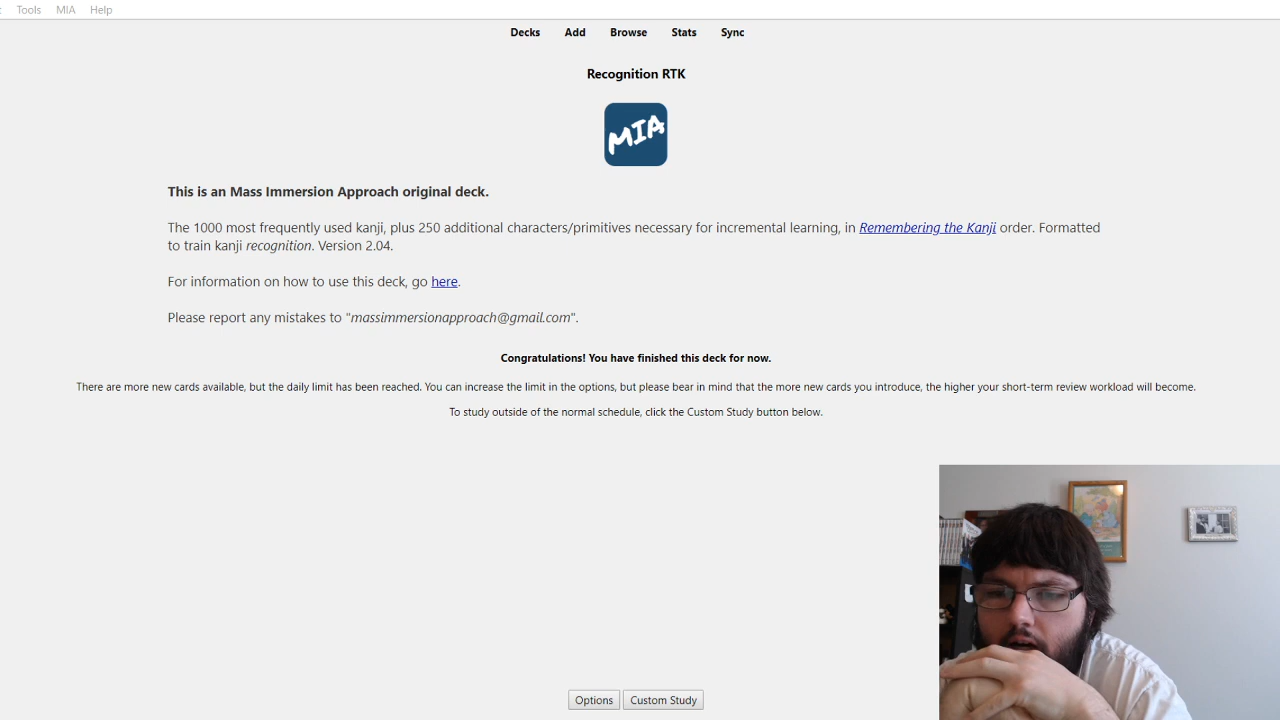 Tools MIA Help
Decks Add Browse Stats Sync
Recognition RTK
MIA
This is an Mass Immersion Approach original deck.
The 1000 most frequently used kanji, plus 250 additional characters/primitives necessary for incremental learning, in Remembering the Kanji order. Formatted
to train kanji recognition. Version 2.04.
For information on how to use this deck, go here.
Please report any mistakes to "massimmersionapproach@gmail.com".
Congratulations! You have finished this deck for now.
There are more new cards available, but the daily limit has been reached. You can increase the limit in the options, but please bear in mind that the more new cards you introduce, the higher your short-term review workload will become.
To study outside of the normal schedule, click the Custom Study button below.
Options Custom Study